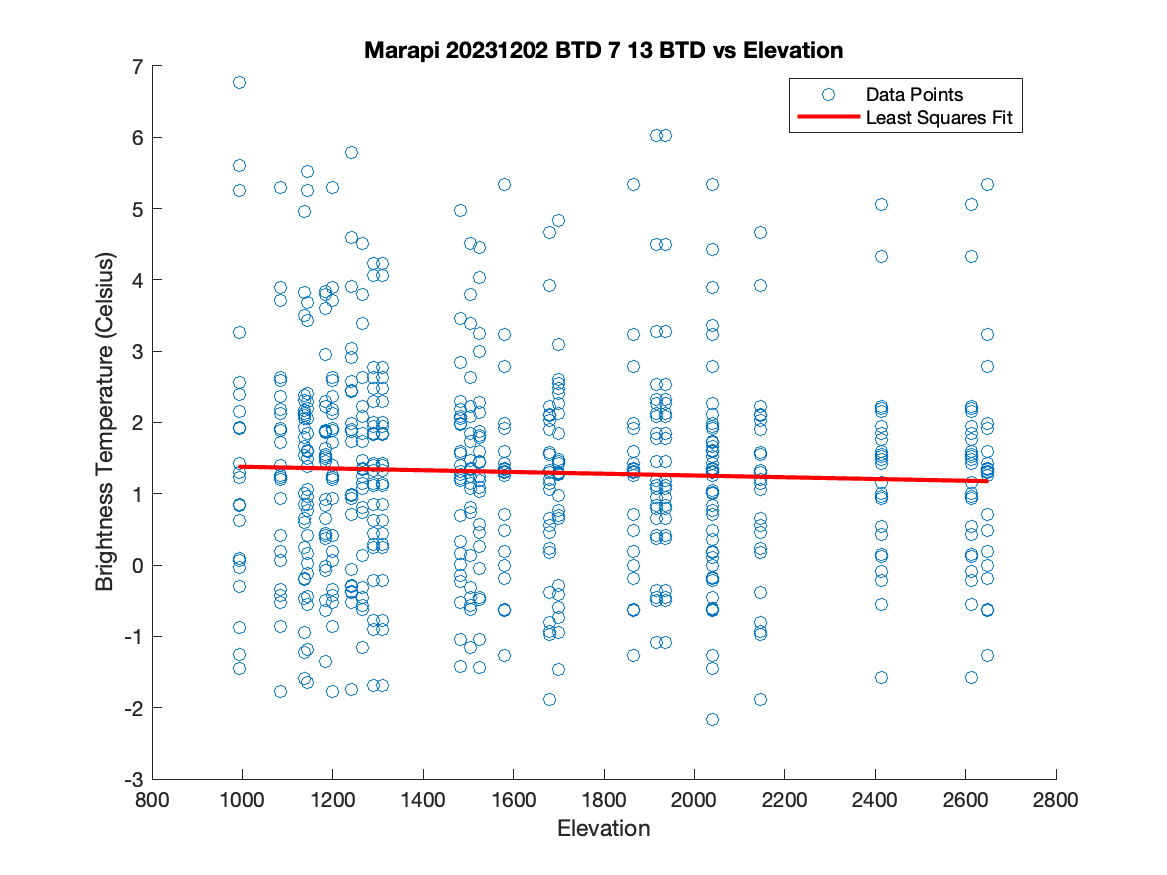 Marapi 20231202 BTD 7 13 BTD vs Elevation
Data Points
Least Squares Fit
7
6
5
4
3
2
1
0
-1
-2
-3
Brightness Temperature (Celsius)
800 1000 1200 1400 1600 1800 2000 2200 2400 2600 2800
Elevation